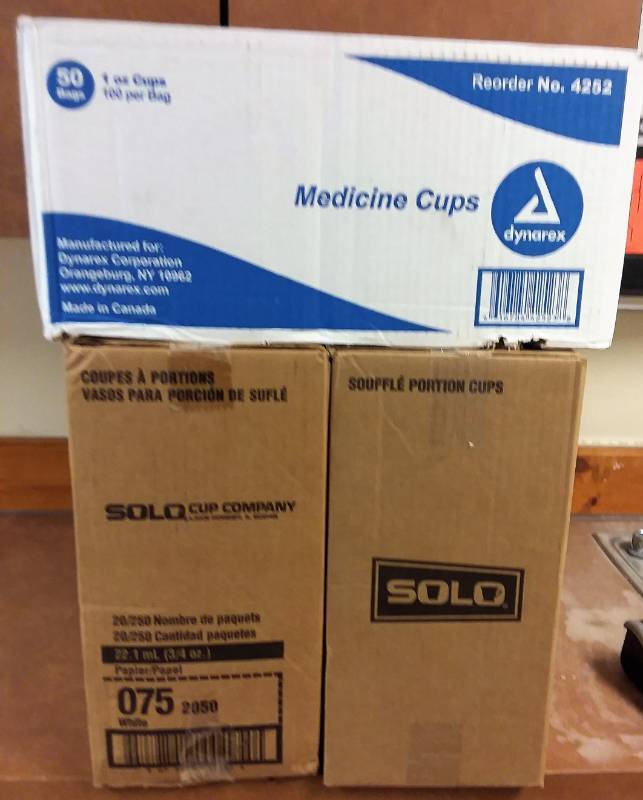 50
Bags
1 oz Cups
100 per Bag
Reorder No. 4252
Medicine Cups
dynarex
Manufactured for:
Dynarex Corporation
Orangeburg, NY 10962
www.dynarex.com
Made in Canada
COUPES À PORTIONS
VASOS PARA PORCIÓN DE SUFLÉ
SOLO CUP COMPANY
20/250 Nombre de paquets
20/250 Cantidad paquetes
22.1 mL (3/4 oz.)
Papier/Papel
075 2050
White
SOUFFLÉ PORTION CUPS
SOLO